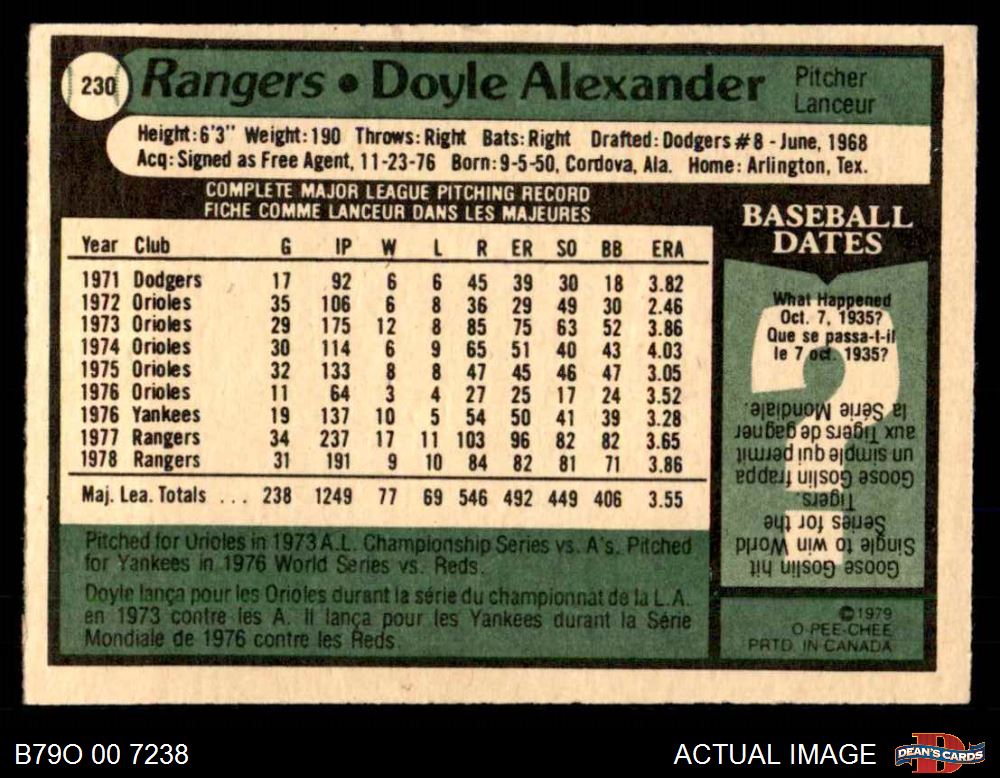 230
Rangers • Doyle Alexander
Pitcher
Lanceur
Height:6'3" Weight:190 Throws:Right Bats:Right Drafted:Dodgers #8 - June, 1968
Acq:Signed as Free Agent, 11-23-76 Born:9-5-50, Cordova, Ala. Home:Arlington, Tex.
COMPLETE MAJOR LEAGUE PITCHING RECORD
FICHE COMME LANCEUR DANS LES MAJEURES
Year Club G IP W L R ER SO BB ERA
1971 Dodgers 17 92 6 6 45 39 30 18 3.82
1972 Orioles 35 106 6 8 36 29 49 30 2.46
1973 Orioles 29 175 12 8 85 75 63 52 3.86
1974 Orioles 30 114 6 9 65 51 40 43 4.03
1975 Orioles 32 133 8 8 47 45 46 47 3.05
1976 Orioles 11 64 3 4 27 25 17 24 3.52
1976 Yankees 19 137 10 5 54 50 41 39 3.28
1977 Rangers 34 237 17 11 103 96 82 82 3.65
1978 Rangers 31 191 9 10 84 82 81 71 3.86
Maj. Lea. Totals ... 238 1249 77 69 546 492 449 406 3.55
Pitched for Orioles in 1973 A.L. Championship Series vs. A's. Pitched
for Yankees in 1976 World Series vs. Reds.
Doyle lança pour les Orioles durant la série du championnat de la L.A.
en 1973 contre les A. Il lança pour les Yankees durant la Série
Mondiale de 1976 contre les Reds.
BASEBALL
DATES
What Happened
Oct. 7, 1935?
Que se passa-t-il
le 7 oct. 1935?
Goose Goslin hit
single to win World
Series for the
Tigers.
Goose Goslin frappa
un simple qui permit
aux Tigers de gagner
la Série Mondiale.
©1979
O-PEE-CHEE
PRTD. IN CANADA
B79O 00 7238
ACTUAL IMAGE
D
DEAN'S CARDS